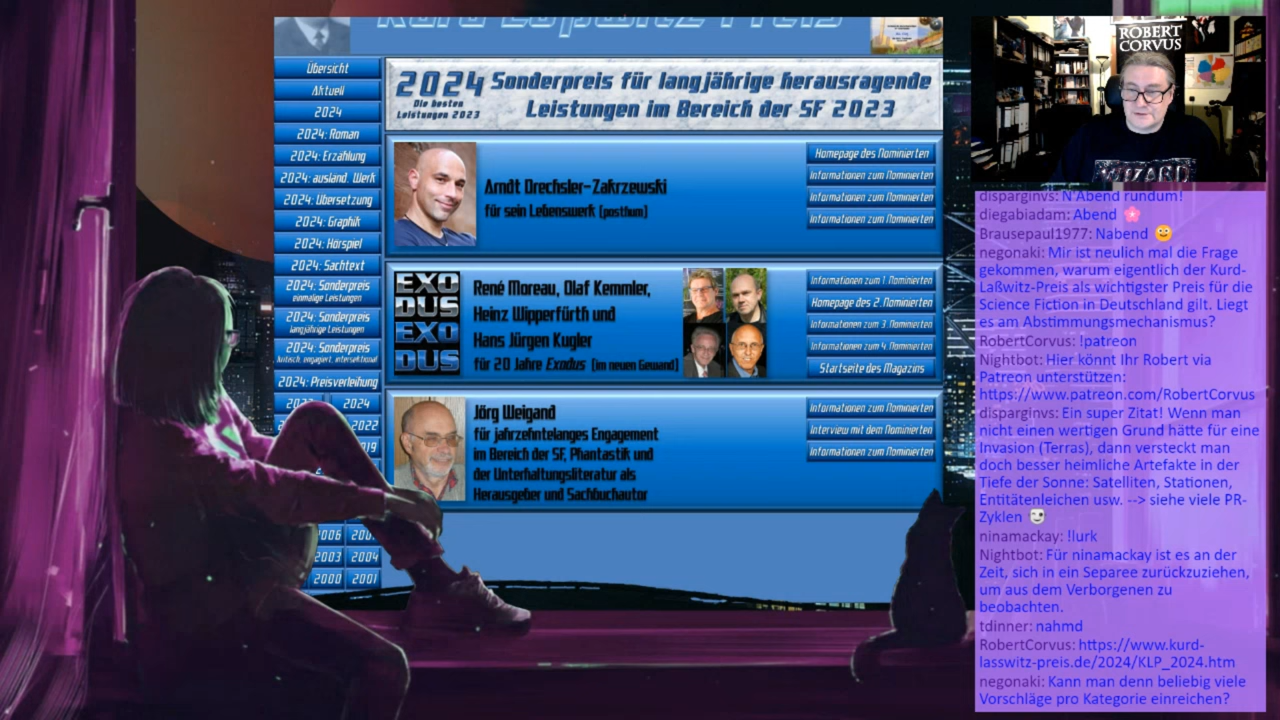 Kurd Laßwitz Preis
Übersicht
Aktuell
2024
2024: Roman
2024: Erzählung
2024: ausländ. Werk
2024: Übersetzung
2024: Graphik
2024: Hörspiel
2024: Sachtext
2024: Sonderpreis
einmalige Leistungen
2024: Sonderpreis
langjährige Leistungen
2024: Sonderpreis
kritisch, engagiert, intersektional
2024: Preisverleihung
2024
2022
2006
2003 2004
2000 2001
2024
Die besten
Leistungen 2023
Sonderpreis für langjährige herausragende
Leistungen im Bereich der SF 2023
Arndt Drechsler-Zakrzewski
für sein Lebenswerk (posthum)
Homepage des Nominierten
Informationen zum Nominierten
Informationen zum Nominierten
Informationen zum Nominierten
EXO
DUS
EXO
DUS
René Moreau, Olaf Kemmler,
Heinz Wipperfürth und
Hans Jürgen Kugler
für 20 Jahre Exodus (im neuen Gewand)
Informationen zum 1. Nominierten
Homepage des 2. Nominierten
Informationen zum 3. Nominierten
Informationen zum 4. Nominierten
Startseite des Magazins
Jörg Weigand
für jahrzehntelanges Engagement
im Bereich der SF, Phantastik und
der Unterhaltungsliteratur als
Herausgeber und Sachbuchautor
Informationen zum Nominierten
Interview mit dem Nominierten
Informationen zum Nominierten
ROBERT
CORVUS
WIZARD
disparginvs: N'Abend rundum!
diegabiadam: Abend
Brausepaul1977: Nabend
negonaki: Mir ist neulich mal die Frage
gekommen, warum eigentlich der Kurd-
Laßwitz-Preis als wichtigster Preis für die
Science Fiction in Deutschland gilt. Liegt
es am Abstimmungsmechanismus?
RobertCorvus: !patreon
Nightbot: Hier könnt Ihr Robert via
Patreon unterstützen:
https://www.patreon.com/RobertCorvus
disparginvs: Ein super Zitat! Wenn man
nicht einen wertigen Grund hätte für eine
Invasion (Terras), dann versteckt man
doch besser heimliche Artefakte in der
Tiefe der Sonne: Satelliten, Stationen,
Entitätenleichen usw. --> siehe viele PR-
Zyklen
ninamackay: !lurk
Nightbot: Für ninamackay ist es an der
Zeit, sich in ein Separee zurückzuziehen,
um aus dem Verborgenen zu
beobachten.
tdinner: nahmd
RobertCorvus: https://www.kurd-
lasswitz-preis.de/2024/KLP_2024.htm
negonaki: Kann man denn beliebig viele
Vorschläge pro Kategorie einreichen?